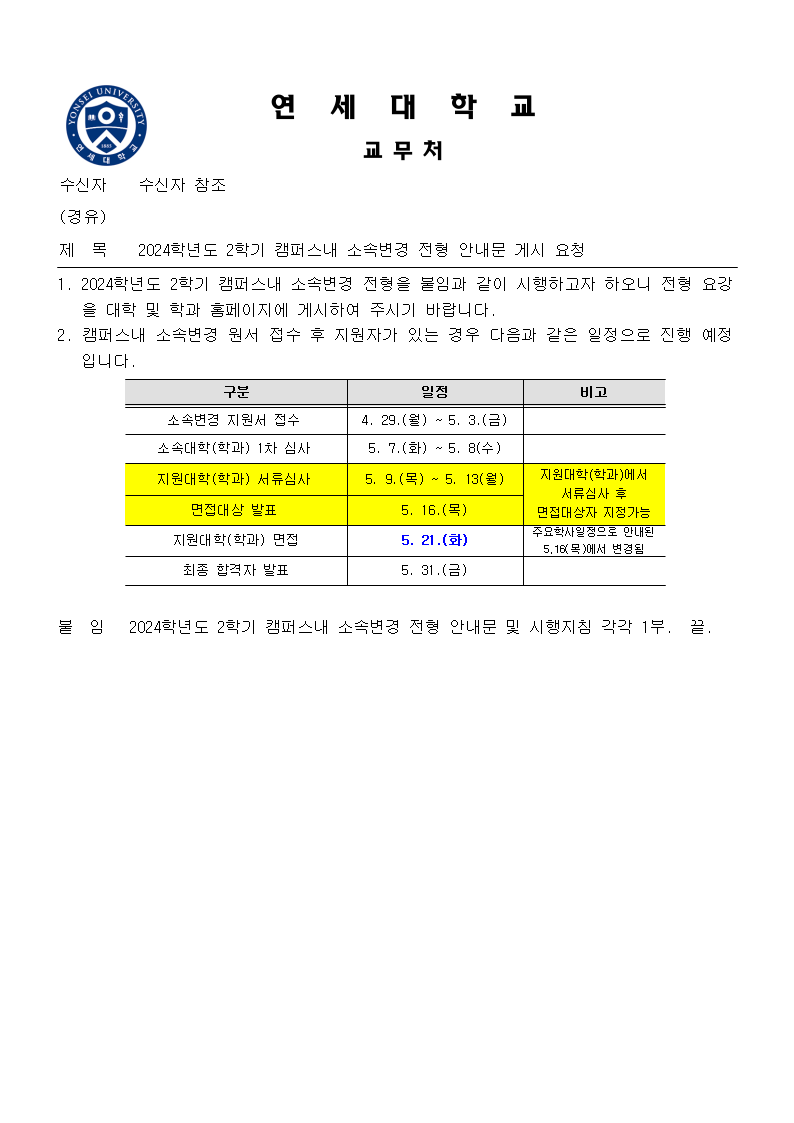 YONSEI UNIVERSITY
1885
연세대학교
연 세 대 학 교
교 무 처
수신자 수신자 참조
(경유)
제 목 2024학년도 2학기 캠퍼스내 소속변경 전형 안내문 게시 요청
1. 2024학년도 2학기 캠퍼스내 소속변경 전형을 붙임과 같이 시행하고자 하오니 전형 요강
을 대학 및 학과 홈페이지에 게시하여 주시기 바랍니다.
2. 캠퍼스내 소속변경 원서 접수 후 지원자가 있는 경우 다음과 같은 일정으로 진행 예정
입니다.
구분 일정 비고
소속변경 지원서 접수 4. 29.(월) ~ 5. 3.(금)
소속대학(학과) 1차 심사 5. 7.(화) ~ 5. 8(수)
지원대학(학과) 서류심사 5. 9.(목) ~ 5. 13(월) 지원대학(학과)에서
서류심사 후
면접대상 발표 5. 16.(목) 면접대상자 지정가능
지원대학(학과) 면접 5. 21.(화) 주요학사일정으로 안내된
5.16(목)에서 변경됨
최종 합격자 발표 5. 31.(금)
붙 임 2024학년도 2학기 캠퍼스내 소속변경 전형 안내문 및 시행지침 각각 1부. 끝.